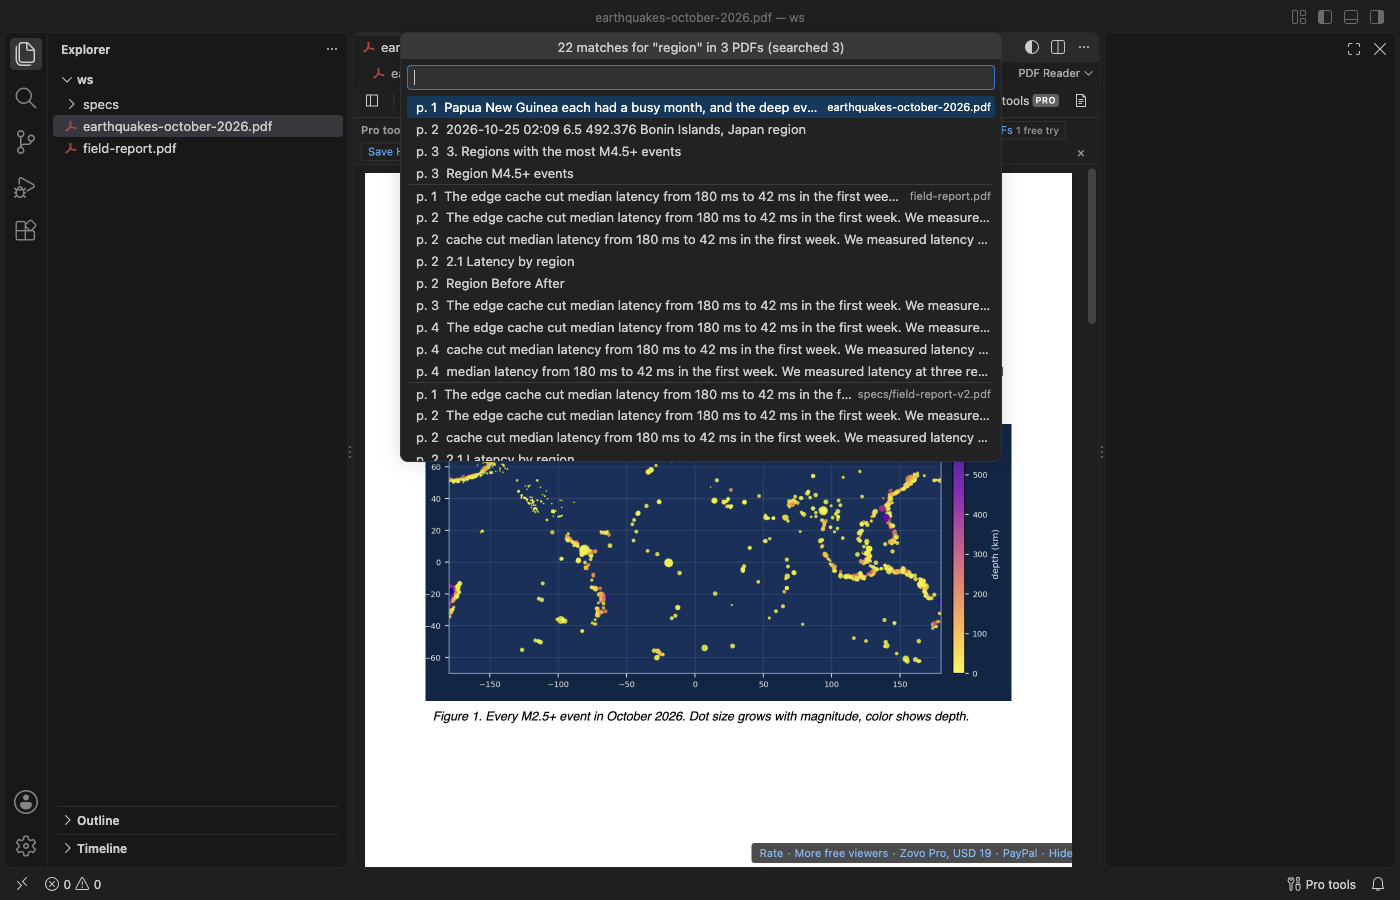 earthquakes-october-2026.pdf — ws
Explorer
ws
specs
earthquakes-october-2026.pdf
field-report.pdf
Outline
Timeline
ear
ea
PDF Reader
tools PRO
Pro too
Fs 1 free try
Save H
22 matches for "region" in 3 PDFs (searched 3)
p. 1 Papua New Guinea each had a busy month, and the deep ev... earthquakes-october-2026.pdf
p. 2 2026-10-25 02:09 6.5 492.376 Bonin Islands, Japan region
p. 3 3. Regions with the most M4.5+ events
p. 3 Region M4.5+ events
p. 1 The edge cache cut median latency from 180 ms to 42 ms in the first wee... field-report.pdf
p. 2 The edge cache cut median latency from 180 ms to 42 ms in the first week. We measure...
p. 2 cache cut median latency from 180 ms to 42 ms in the first week. We measured latency ...
p. 2 2.1 Latency by region
p. 2 Region Before After
p. 3 The edge cache cut median latency from 180 ms to 42 ms in the first week. We measure...
p. 4 The edge cache cut median latency from 180 ms to 42 ms in the first week. We measure...
p. 4 cache cut median latency from 180 ms to 42 ms in the first week. We measured latency ...
p. 4 median latency from 180 ms to 42 ms in the first week. We measured latency at three re...
p. 1 The edge cache cut median latency from 180 ms to 42 ms in the f... specs/field-report-v2.pdf
p. 2 The edge cache cut median latency from 180 ms to 42 ms in the first week. We measure...
p. 2 cache cut median latency from 180 ms to 42 ms in the first week. We measured latency ...
p. 2 2.1 Latency by region
60
40
20
0
−20
−40
−60
−150
−100
−50
0
50
100
150
500
400
300
200
100
0
depth (km)
Figure 1. Every M2.5+ event in October 2026. Dot size grows with magnitude, color shows depth.
Rate · More free viewers · Zovo Pro, USD 19 · PayPal · Hide
0 0
Pro tools